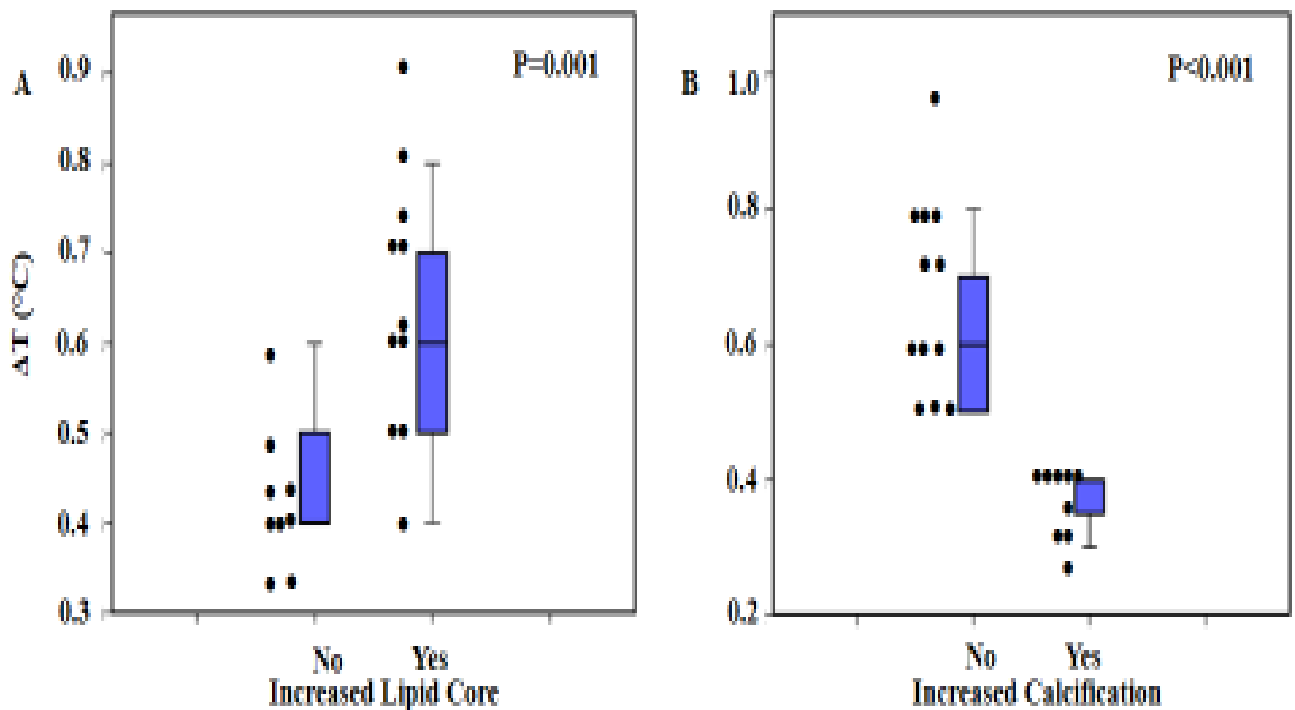 A
P=0.001
0.9
0.8
0.7
0.6
0.5
0.4
0.3
ΔT (°C)
No Yes
Increased Lipid Core
B
P<0.001
1.0
0.8
0.6
0.4
0.2
No Yes
Increased Calcification